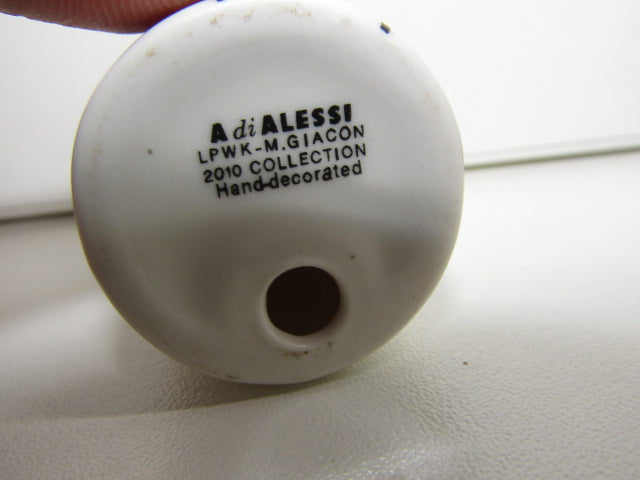 A di ALESSI
LPWK-M.GIACON
2010 COLLECTION
Hand-decorated